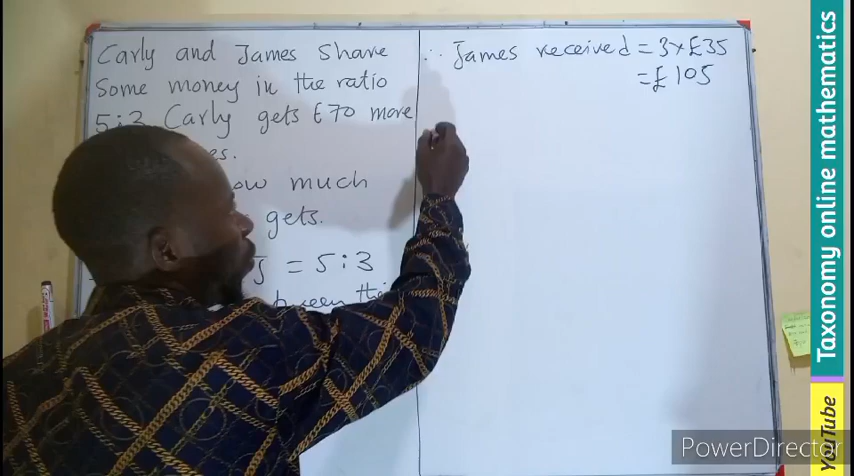 Carly and James share
some money in the ratio
5:3 Carly gets £70 more
ow much
gets.
J = 5:3
∴ James received = 3×£35
= £105
Taxonomy online mathematics
YouTube
PowerDirector